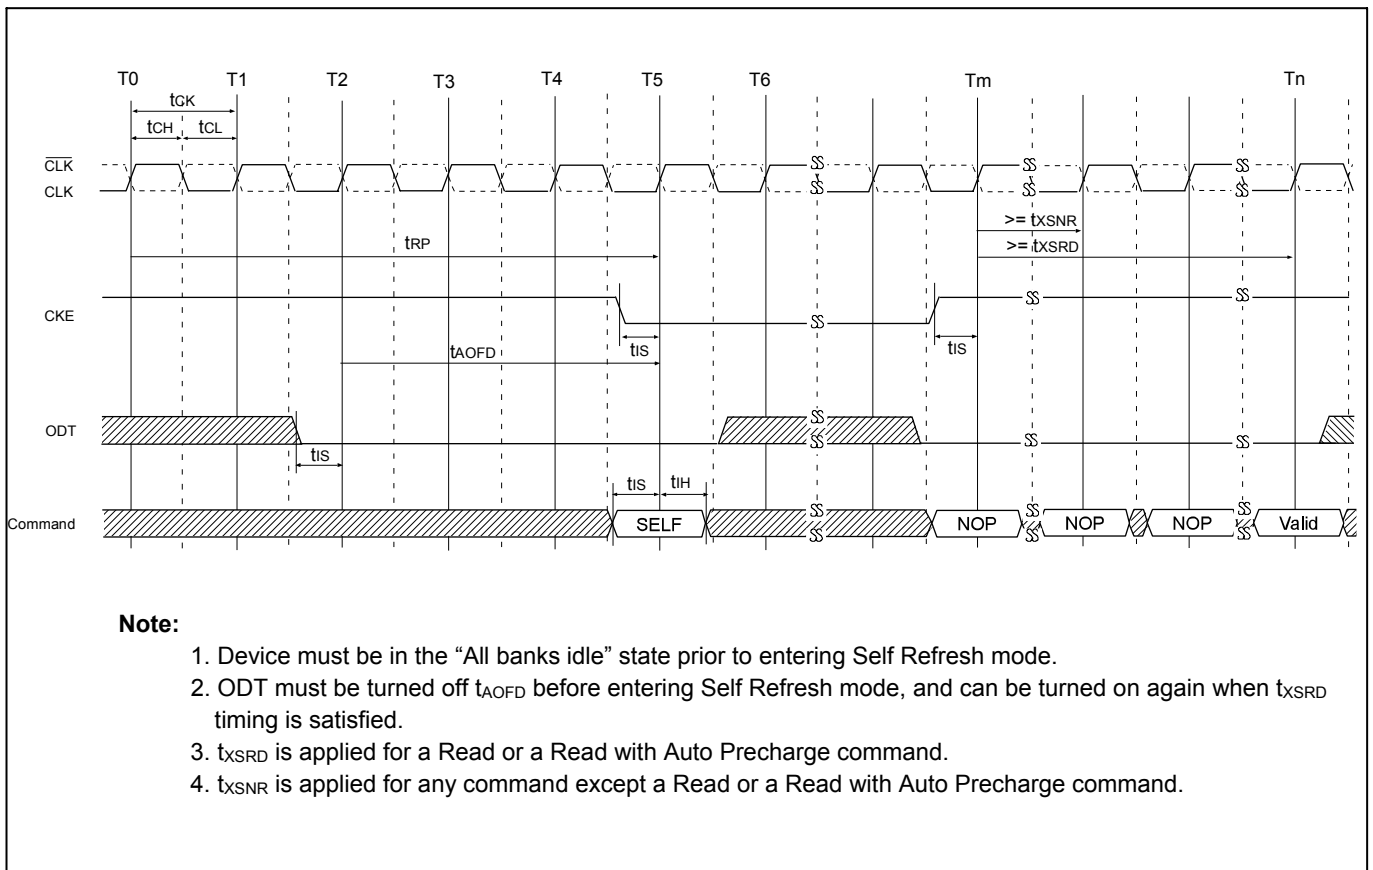 T0 T1 T2 T3 T4 T5 T6 Tm Tn
tCK
tCH tCL
CLK
CLK
>= tXSNR
tRP
>= tXSRD
CKE
tIS tIS
tAOFD
ODT
tIS
tIS tIH
Command SELF NOP NOP NOP Valid
Note:
1. Device must be in the “All banks idle” state prior to entering Self Refresh mode.
2. ODT must be turned off tAOFD before entering Self Refresh mode, and can be turned on again when tXSRD
timing is satisfied.
3. tXSRD is applied for a Read or a Read with Auto Precharge command.
4. tXSNR is applied for any command except a Read or a Read with Auto Precharge command.